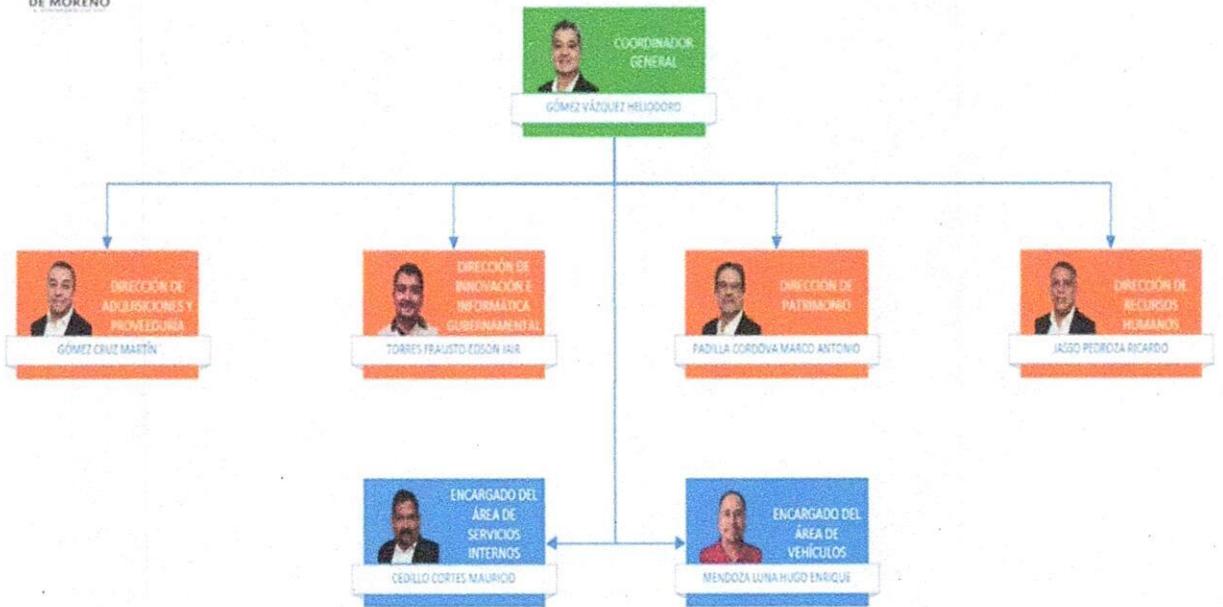 DE MORENO
COORDINADOR
GENERAL
GÓMEZ VÁZQUEZ HELIODORO
DIRECCIÓN DE
ADQUISICIONES Y
PROVEEDURÍA
GÓMEZ CRUZ MARTÍN
DIRECCIÓN DE
INNOVACIÓN E
INFORMÁTICA
GUBERNAMENTAL
TORRES FRAUSTO EDSON JAIR
DIRECCIÓN DE
PATRIMONIO
PADILLA CORDOVA MARCO ANTONIO
DIRECCIÓN DE
RECURSOS
HUMANOS
JASSO PEDROZA RICARDO
ENCARGADO DEL
ÁREA DE
SERVICIOS
INTERNOS
CEDILLO CORTES MAURICIO
ENCARGADO DEL
ÁREA DE
VEHÍCULOS
MENDOZA LUNA HUGO ENRIQUE